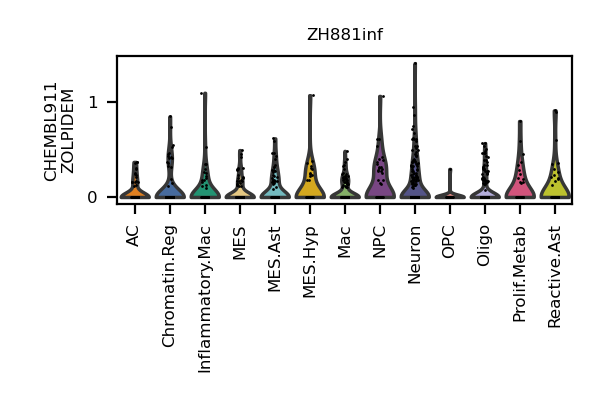 ZH881inf
CHEMBL911
ZOLPIDEM
1
0
AC
Chromatin.Reg
Inflammatory.Mac
MES
MES.Ast
MES.Hyp
Mac
NPC
Neuron
OPC
Oligo
Prolif.Metab
Reactive.Ast